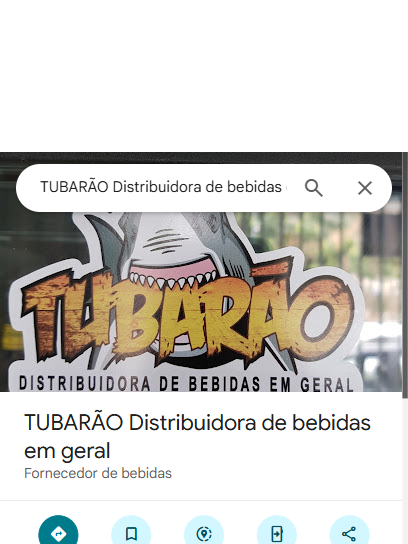 TUBARÃO Distribuidora de bebidas
TUBARÃO
DISTRIBUIDORA DE BEBIDAS EM GERAL
TUBARÃO Distribuidora de bebidas
em geral
Fornecedor de bebidas